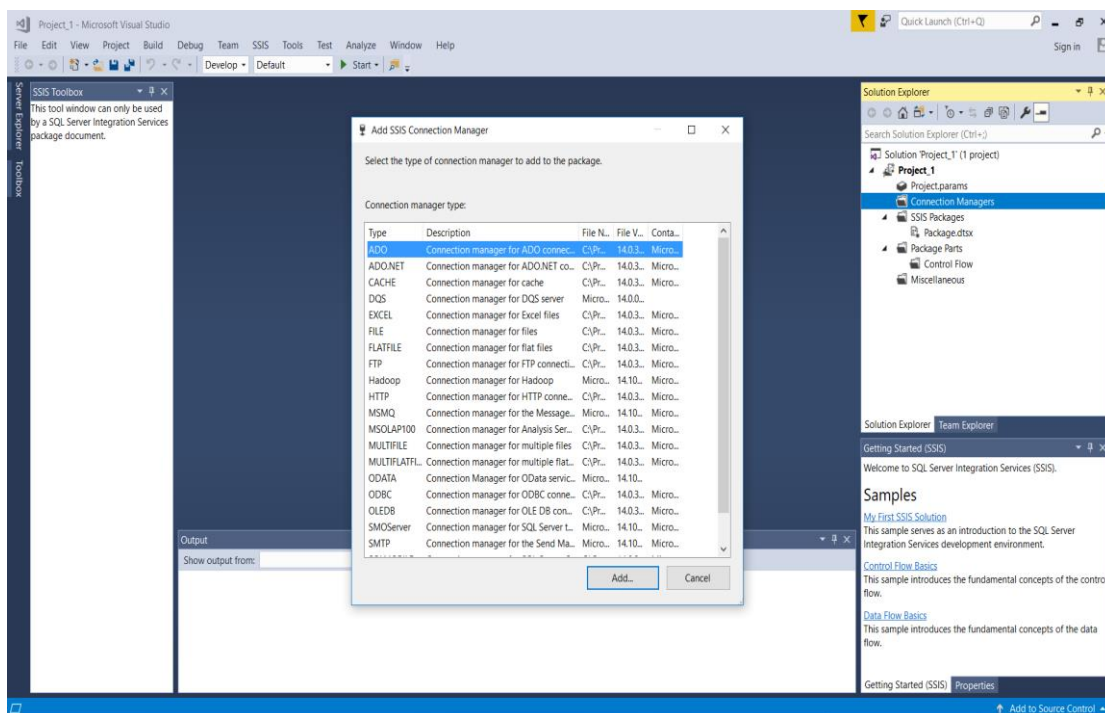 Project_1 - Microsoft Visual Studio
Quick Launch (Ctrl+Q)
File Edit View Project Build Debug Team SSIS Tools Test Analyze Window Help
Sign in
Develop Default Start
Server Explorer
Toolbox
SSIS Toolbox
This tool window can only be used
by a SQL Server Integration Services
package document.
Add SSIS Connection Manager
Select the type of connection manager to add to the package.
Connection manager type:
Type Description File N... File V... Conta...
ADO Connection manager for ADO connec... C:\Pr... 14.0.3... Micro...
ADO.NET Connection manager for ADO.NET co... C:\Pr... 14.0.3... Micro...
CACHE Connection manager for cache C:\Pr... 14.0.3... Micro...
DQS Connection manager for DQS server Micro... 14.0.0...
EXCEL Connection manager for Excel files C:\Pr... 14.0.3... Micro...
FILE Connection manager for files C:\Pr... 14.0.3... Micro...
FLATFILE Connection manager for flat files C:\Pr... 14.0.3... Micro...
FTP Connection manager for FTP connecti... C:\Pr... 14.0.3... Micro...
Hadoop Connection manager for Hadoop Micro... 14.10... Micro...
HTTP Connection manager for HTTP conne... C:\Pr... 14.0.3... Micro...
MSMQ Connection manager for the Message... Micro... 14.10... Micro...
MSOLAP100 Connection manager for Analysis Ser... C:\Pr... 14.0.3... Micro...
MULTIFILE Connection manager for multiple files C:\Pr... 14.0.3... Micro...
MULTIFLATFI... Connection manager for multiple flat... C:\Pr... 14.0.3... Micro...
ODATA Connection Manager for OData servic... Micro... 14.10...
ODBC Connection manager for ODBC conne... C:\Pr... 14.0.3... Micro...
OLEDB Connection manager for OLE DB con... C:\Pr... 14.0.3... Micro...
SMOServer Connection manager for SQL Server t... Micro... 14.10... Micro...
SMTP Connection manager for the Send Ma... Micro... 14.10... Micro...
Add... Cancel
Output
Show output from:
Solution Explorer
Search Solution Explorer (Ctrl+;)
Solution 'Project_1' (1 project)
Project_1
Project.params
Connection Managers
SSIS Packages
Package.dtsx
Package Parts
Control Flow
Miscellaneous
Solution Explorer Team Explorer
Getting Started (SSIS)
Welcome to SQL Server Integration Services (SSIS).
Samples
My First SSIS Solution
This sample serves as an introduction to the SQL Server
Integration Services development environment.
Control Flow Basics
This sample introduces the fundamental concepts of the contro
flow.
Data Flow Basics
This sample introduces the fundamental concepts of the data
flow.
Getting Started (SSIS) Properties
Add to Source Control